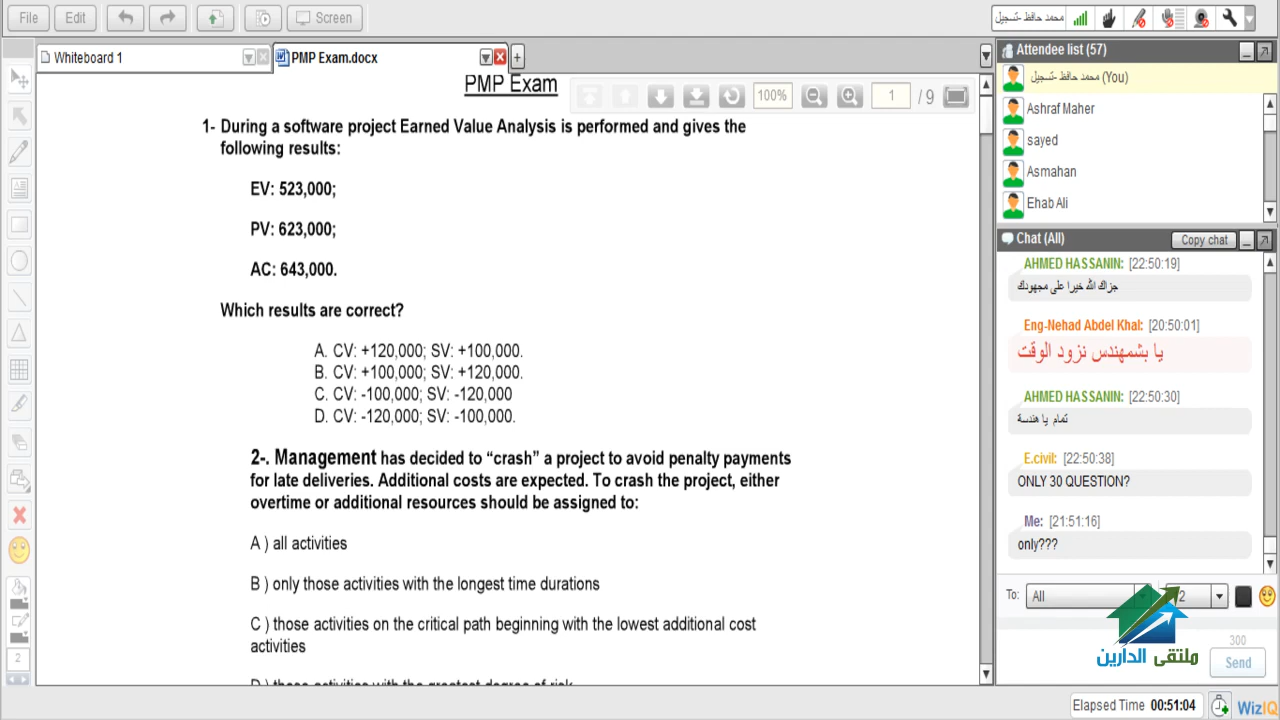 File
Edit
Screen
محمد حافظ -تسجيل
Whiteboard 1
PMP Exam.docx
+
PMP Exam
100%
1
/ 9
1- During a software project Earned Value Analysis is performed and gives the
following results:
EV: 523,000;
PV: 623,000;
AC: 643,000.
Which results are correct?
A. CV: +120,000; SV: +100,000.
B. CV: +100,000; SV: +120,000.
C. CV: -100,000; SV: -120,000
D. CV: -120,000; SV: -100,000.
2-. Management has decided to “crash” a project to avoid penalty payments
for late deliveries. Additional costs are expected. To crash the project, either
overtime or additional resources should be assigned to:
A ) all activities
B ) only those activities with the longest time durations
C ) those activities on the critical path beginning with the lowest additional cost
activities
D ) those activities with the greatest degree of risk
2
Attendee list (57)
محمد حافظ -تسجيل (You)
Ashraf Maher
sayed
Asmahan
Ehab Ali
Chat (All)
Copy chat
AHMED HASSANIN: [22:50:19]
جزاك الله خيرا على مجهودك
Eng-Nehad Abdel Khal: [20:50:01]
يا بشمهندس نزود الوقت
AHMED HASSANIN: [22:50:30]
تمام يا هندسة
E.civil: [22:50:38]
ONLY 30 QUESTION?
Me: [21:51:16]
only???
To:
All
2
ملتقى الدارين
300
Send
Elapsed Time 00:51:04
WizIQ